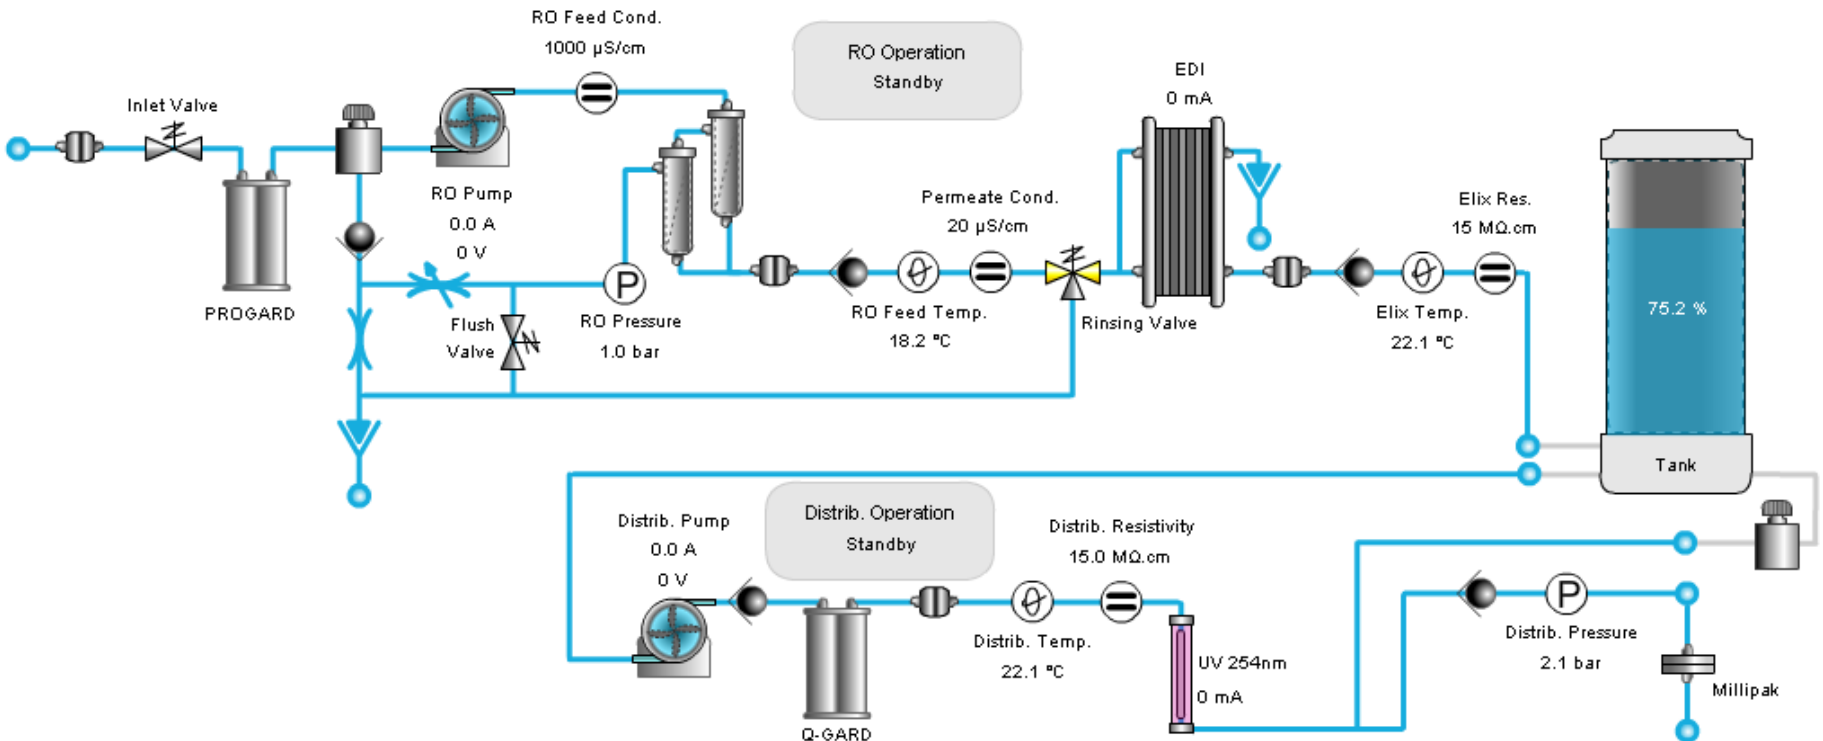 RO Feed Cond.
1000 µS/cm
RO Operation
Standby
EDI
0 mA
Inlet Valve
PROGARD
RO Pump
0.0 A
0 V
Permeate Cond.
20 µS/cm
Elix Res.
15 MΩ.cm
P
RO Pressure
1.0 bar
Flush
Valve
RO Feed Temp.
18.2 °C
Rinsing Valve
Elix Temp.
22.1 °C
75.2 %
Tank
Distrib. Pump
0.0 A
0 V
Distrib. Operation
Standby
Distrib. Resistivity
15.0 MΩ.cm
Distrib. Temp.
22.1 °C
Q-GARD
UV 254nm
0 mA
P
Distrib. Pressure
2.1 bar
Millipak